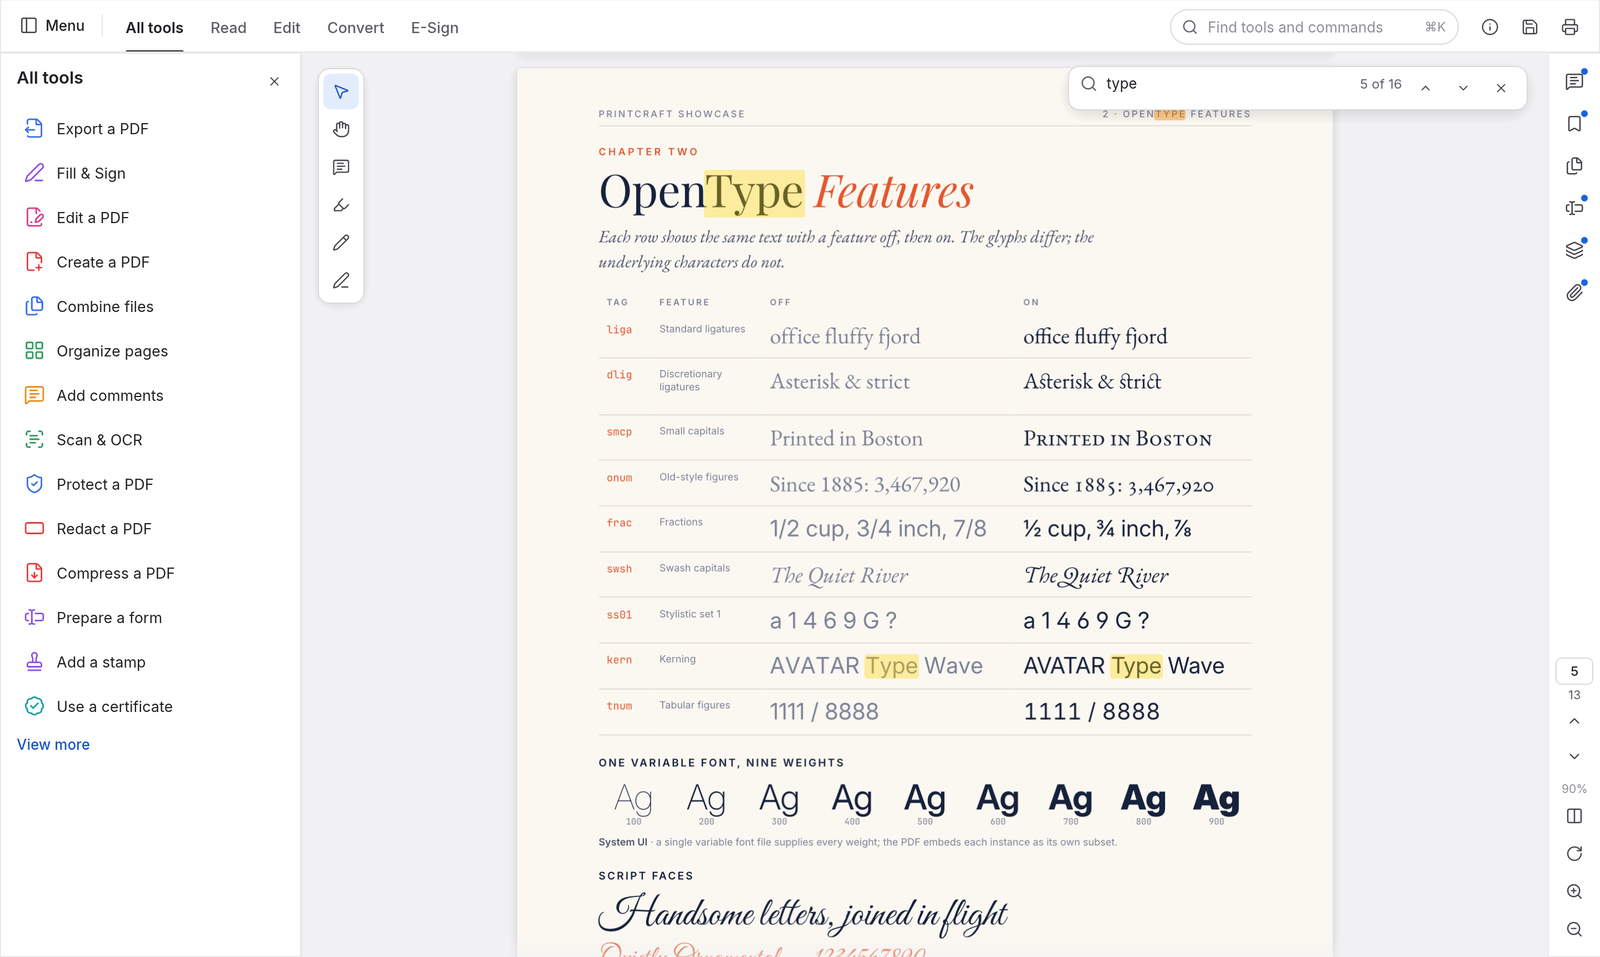 Menu
All tools
Read
Edit
Convert
E-Sign
Find tools and commands
⌘K
All tools
Export a PDF
Fill & Sign
Edit a PDF
Create a PDF
Combine files
Organize pages
Add comments
Scan & OCR
Protect a PDF
Redact a PDF
Compress a PDF
Prepare a form
Add a stamp
Use a certificate
View more
type
5 of 16
PRINTCRAFT SHOWCASE
2 · OPENTYPE FEATURES
CHAPTER TWO
OpenType Features
Each row shows the same text with a feature off, then on. The glyphs differ; the
underlying characters do not.
TAG FEATURE OFF ON
liga Standard ligatures office fluffy fjord office fluffy fjord
dlig Discretionary Asterisk & strict Asterisk & strict
ligatures
smcp Small capitals Printed in Boston Printed in Boston
onum Old-style figures Since 1885: 3,467,920 Since 1885: 3,467,920
frac Fractions 1/2 cup, 3/4 inch, 7/8 ½ cup, ¾ inch, ⅞
swsh Swash capitals The Quiet River The Quiet River
ss01 Stylistic set 1 a 1 4 6 9 G ? a 1 4 6 9 G ?
kern Kerning AVATAR Type Wave AVATAR Type Wave
tnum Tabular figures 1111 / 8888 1111 / 8888
ONE VARIABLE FONT, NINE WEIGHTS
Ag Ag Ag Ag Ag Ag Ag Ag Ag
100 200 300 400 500 600 700 800 900
System UI · a single variable font file supplies every weight; the PDF embeds each instance as its own subset.
SCRIPT FACES
Handsome letters, joined in flight
Quietly Ornamental — 1234567890
5
13
90%